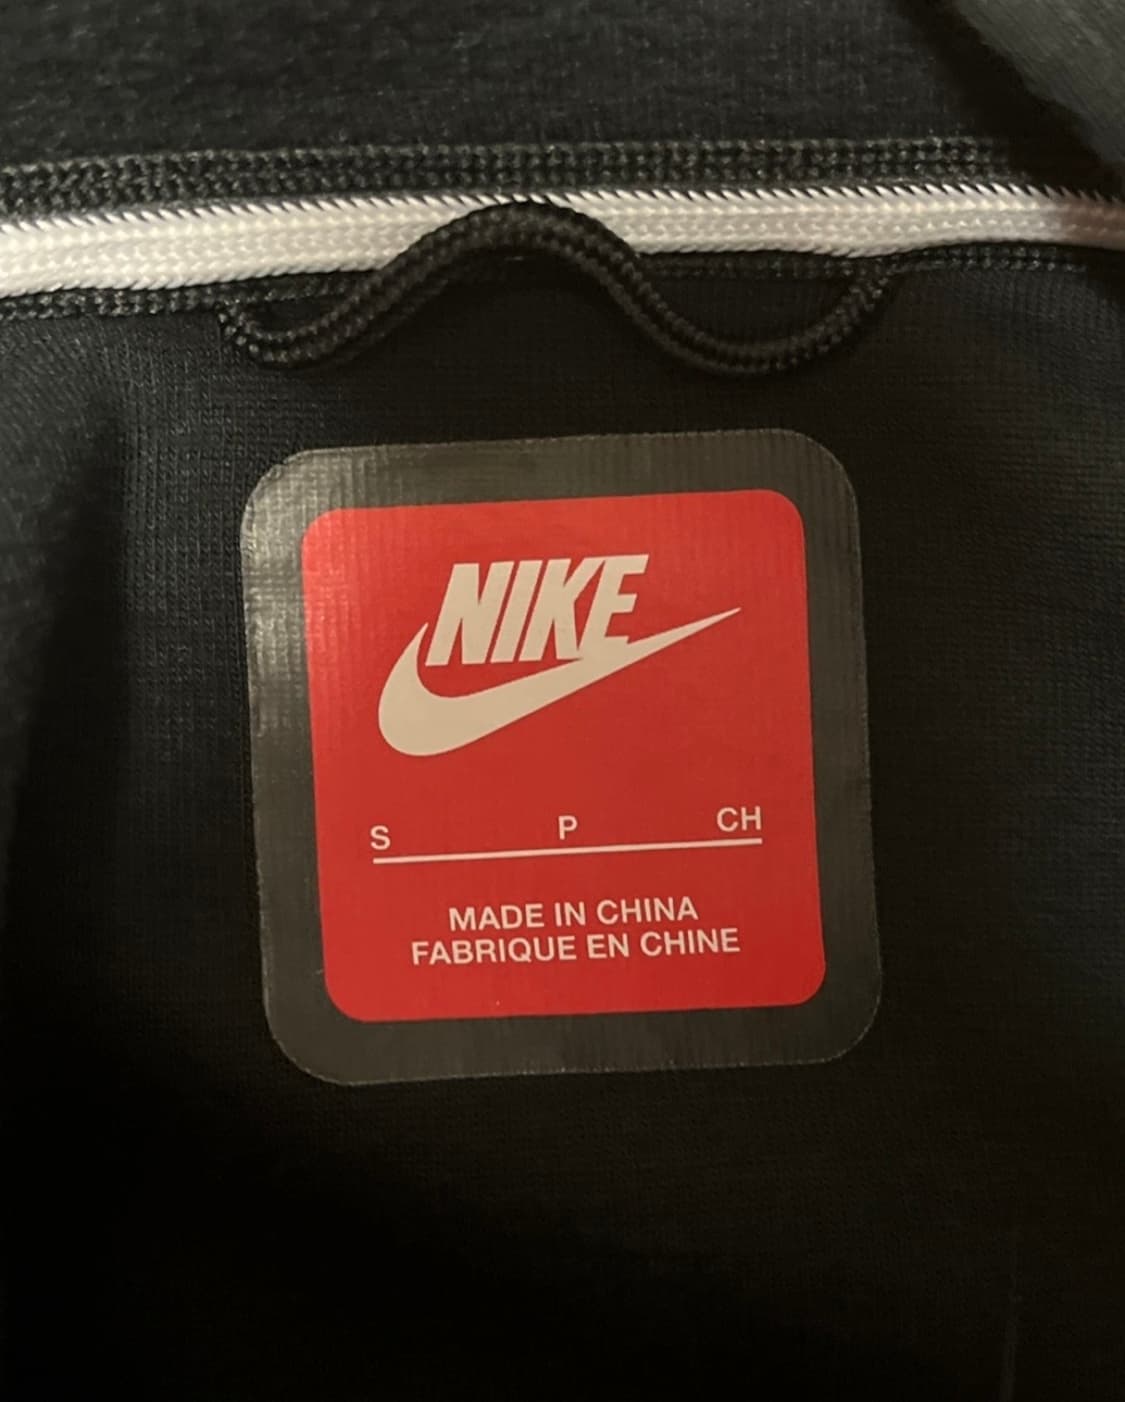 NIKE
S P CH
MADE IN CHINA
FABRIQUE EN CHINE